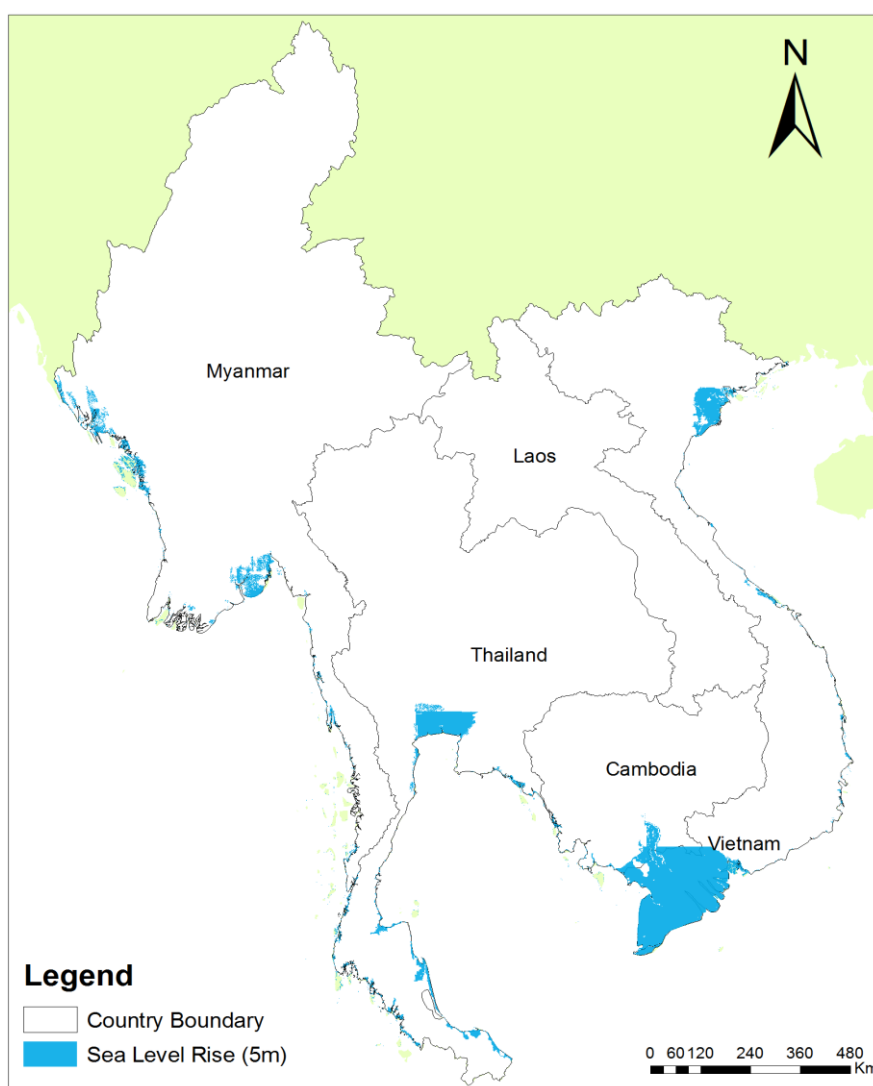 N
Myanmar
Laos
Thailand
Cambodia
Vietnam
Legend
Country Boundary
Sea Level Rise (5m)
0 60 120 240 360 480
Km